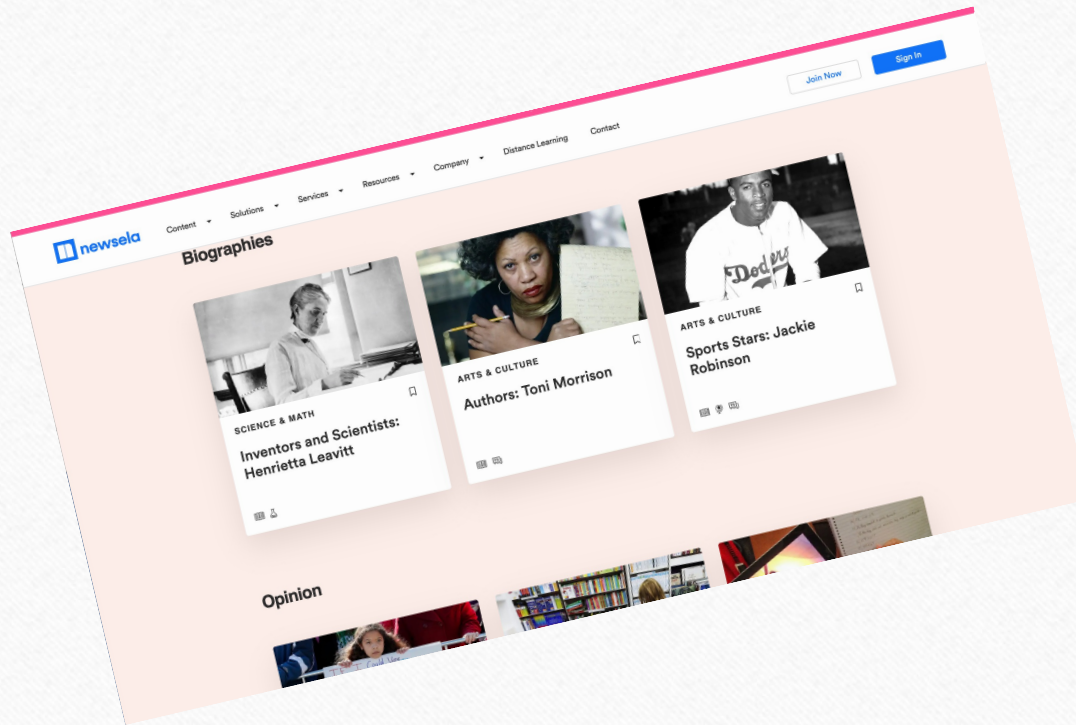 Join Now
Sign In
newsela
Content
Solutions
Services
Resources
Company
Distance Learning
Contact
Biographies
Dodgers
SCIENCE & MATH
Inventors and Scientists:
Henrietta Leavitt
ARTS & CULTURE
Authors: Toni Morrison
ARTS & CULTURE
Sports Stars: Jackie
Robinson
Opinion